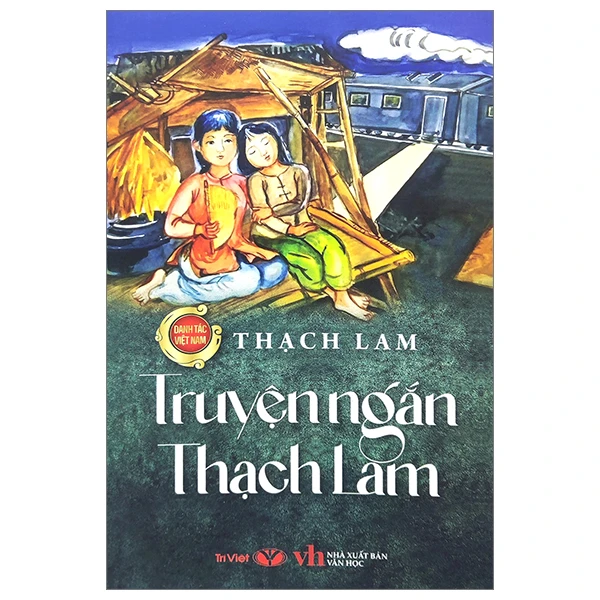 DANH TÁC
VIỆT NAM
THẠCH LAM
Truyện ngắn
Thạch Lam
Trí Việt
vh
NHÀ XUẤT BẢN
VĂN HỌC